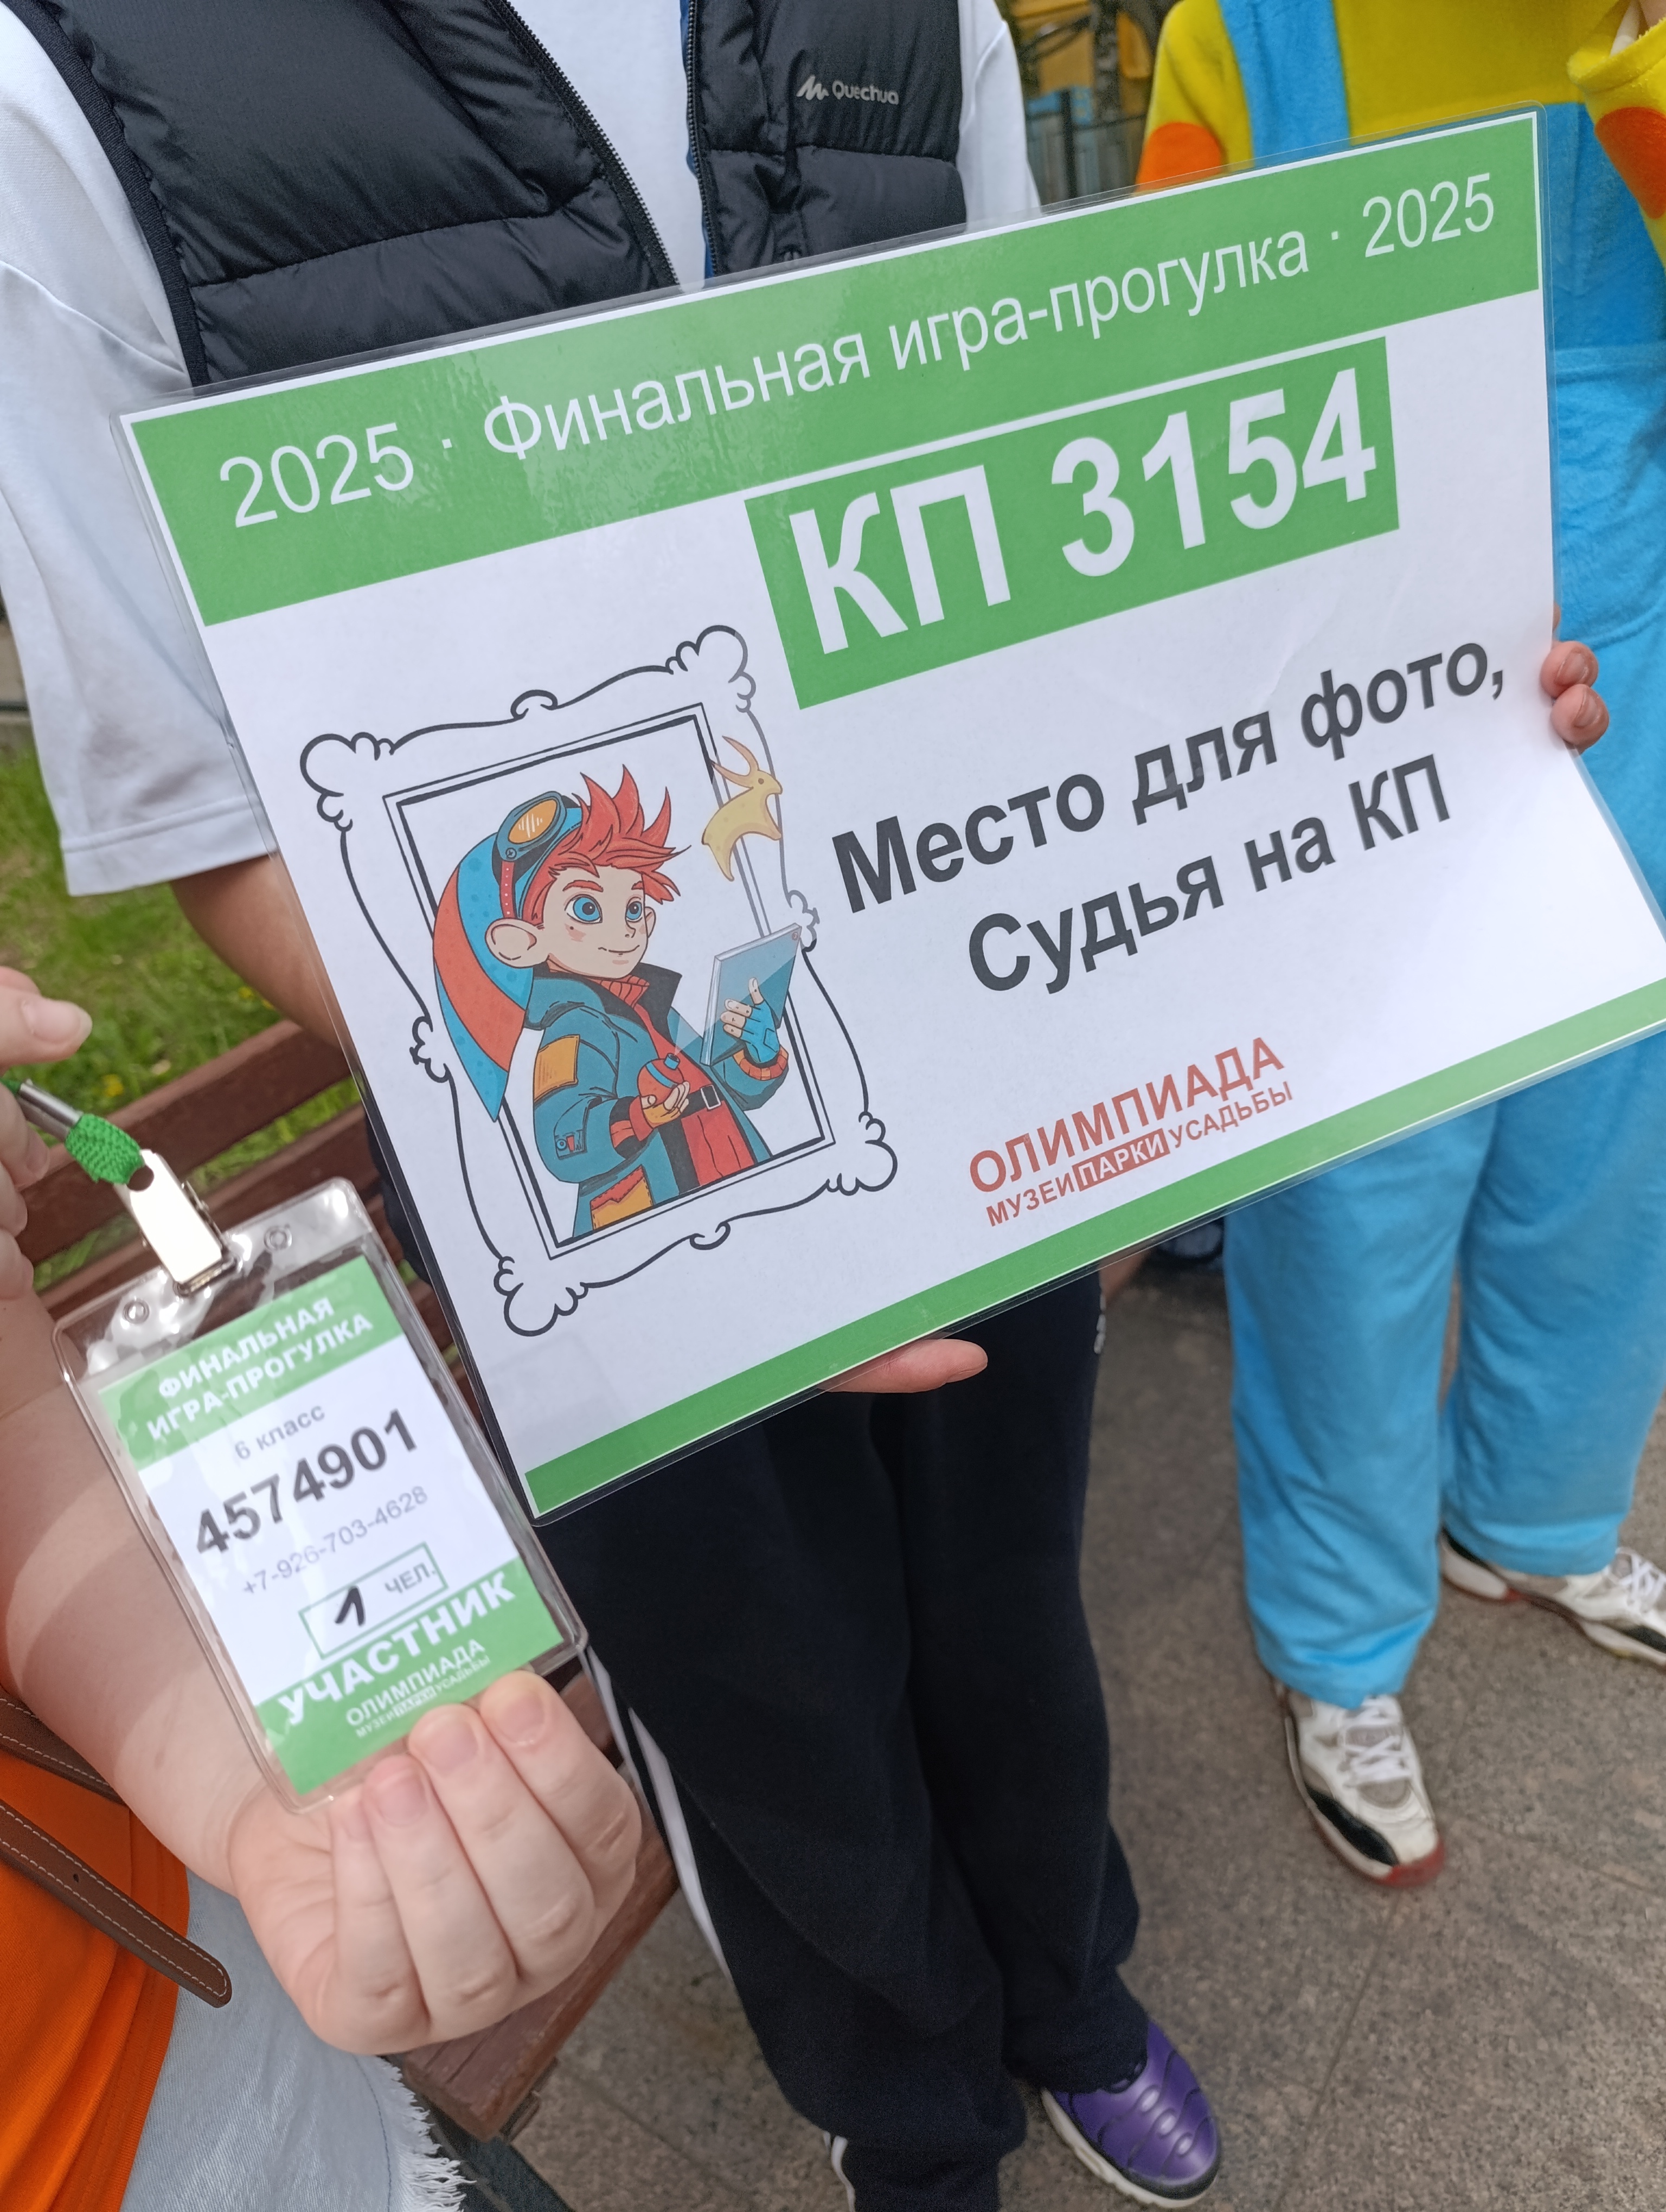 Quechua
2025 · Финальная игра-прогулка · 2025
КП 3154
Место для фото,
Судья на КП
ОЛИМПИАДА
МУЗЕИ ПАРКИ УСАДЬБЫ
ФИНАЛЬНАЯ
ИГРА-ПРОГУЛКА
6 класс
4574901
+7-926-703-4628
1 ЧЕЛ.
УЧАСТНИК
ОЛИМПИАДА
МУЗЕИ ПАРКИ УСАДЬБЫ